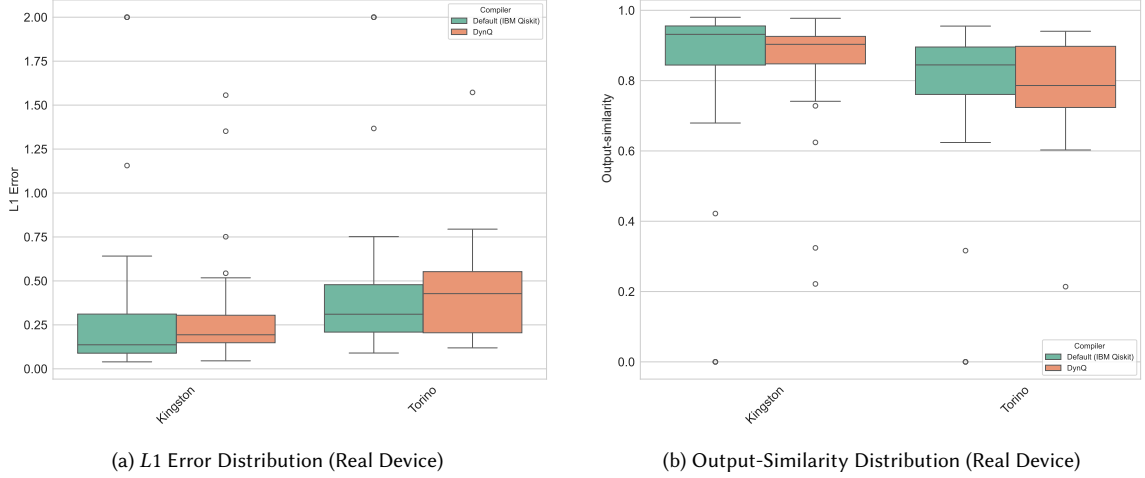 2.00
1.75
1.50
1.25
1.00
0.75
0.50
0.25
0.00
L1 Error
Compiler
Default (IBM Qiskit)
DynQ
Kingston
Torino
(a) L1 Error Distribution (Real Device)
1.0
0.8
0.6
0.4
0.2
0.0
Output-similarity
Compiler
Default (IBM Qiskit)
DynQ
Kingston
Torino
(b) Output-Similarity Distribution (Real Device)